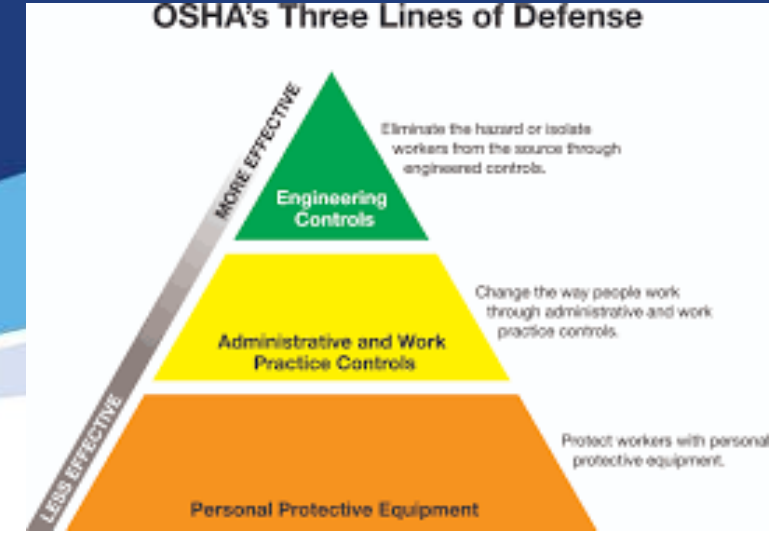 OSHA's Three Lines of Defense
MORE EFFECTIVE
Eliminate the hazard or isolate
workers from the source through
engineered controls.
Engineering
Controls
Change the way people work
through administrative and work
practice controls.
Administrative and Work
Practice Controls
LESS EFFECTIVE
Protect workers with personal
protective equipment.
Personal Protective Equipment